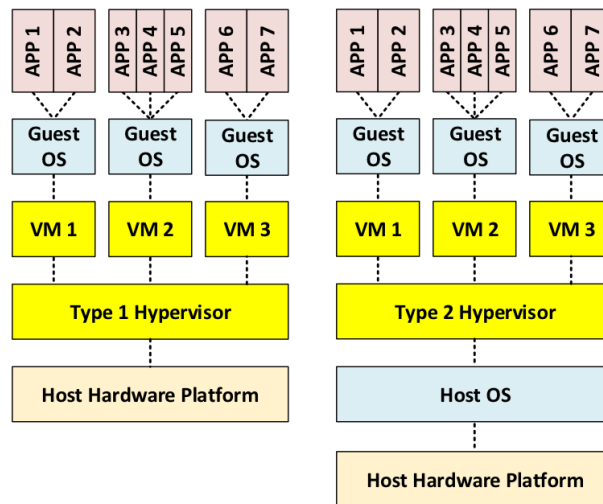 APP 1
APP 2
APP 3
APP 4
APP 5
APP 6
APP 7
Guest
OS
Guest
OS
Guest
OS
VM 1
VM 2
VM 3
Type 1 Hypervisor
Host Hardware Platform
APP 1
APP 2
APP 3
APP 4
APP 5
APP 6
APP 7
Guest
OS
Guest
OS
Guest
OS
VM 1
VM 2
VM 3
Type 2 Hypervisor
Host OS
Host Hardware Platform